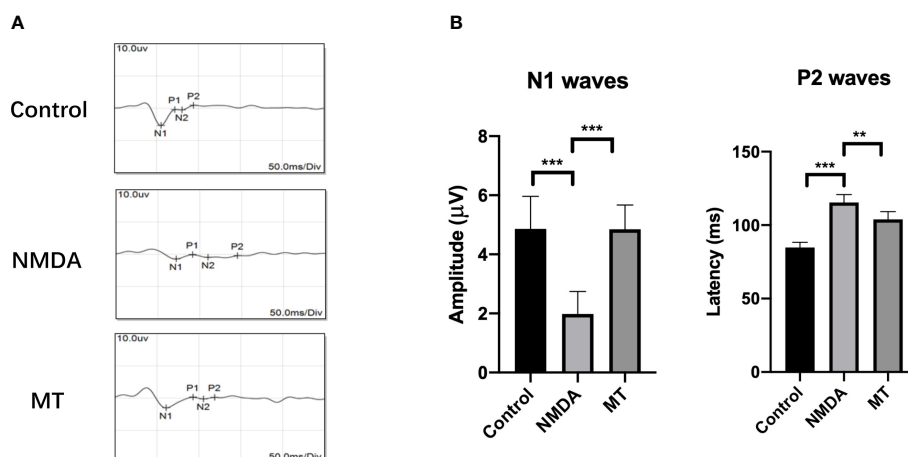 A
Control
10.0uv
P1
P2
N2
N1
50.0ms/Div
NMDA
10.0uv
P1
P2
N1
N2
50.0ms/Div
MT
10.0uv
P1
P2
N2
N1
50.0ms/Div
B
N1 waves
***
***
8
6
4
2
0
Amplitude (μV)
Control
NMDA
MT
P2 waves
**
***
150
100
50
0
Latency (ms)
Control
NMDA
MT